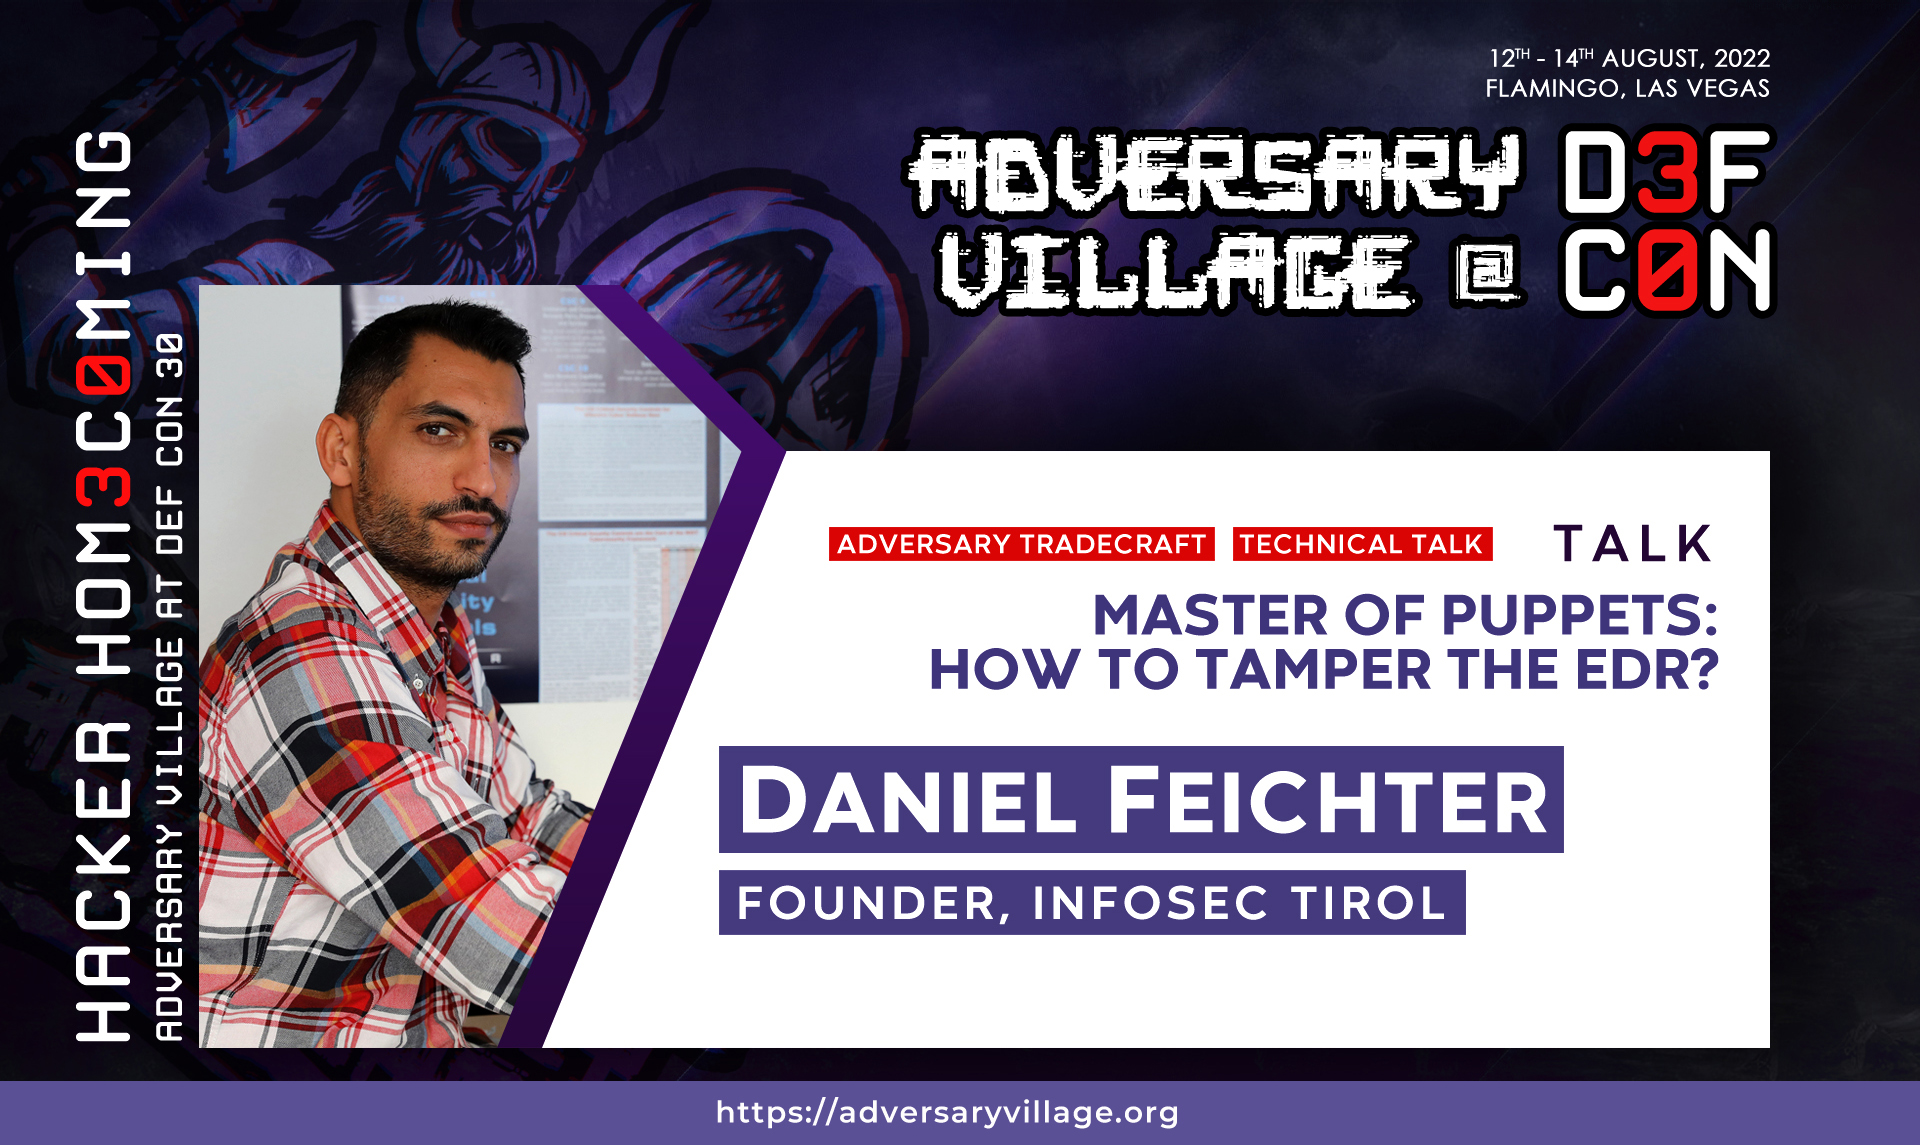 12TH - 14TH AUGUST, 2022
FLAMINGO, LAS VEGAS
ADVERSARY D3F
VILLAGE @ C0N
HACKER HOM3C0MING
ADVERSARY VILLAGE AT DEF CON 30
ADVERSARY TRADECRAFT TECHNICAL TALK TALK
MASTER OF PUPPETS:
HOW TO TAMPER THE EDR?
DANIEL FEICHTER
FOUNDER, INFOSEC TIROL
https://adversaryvillage.org